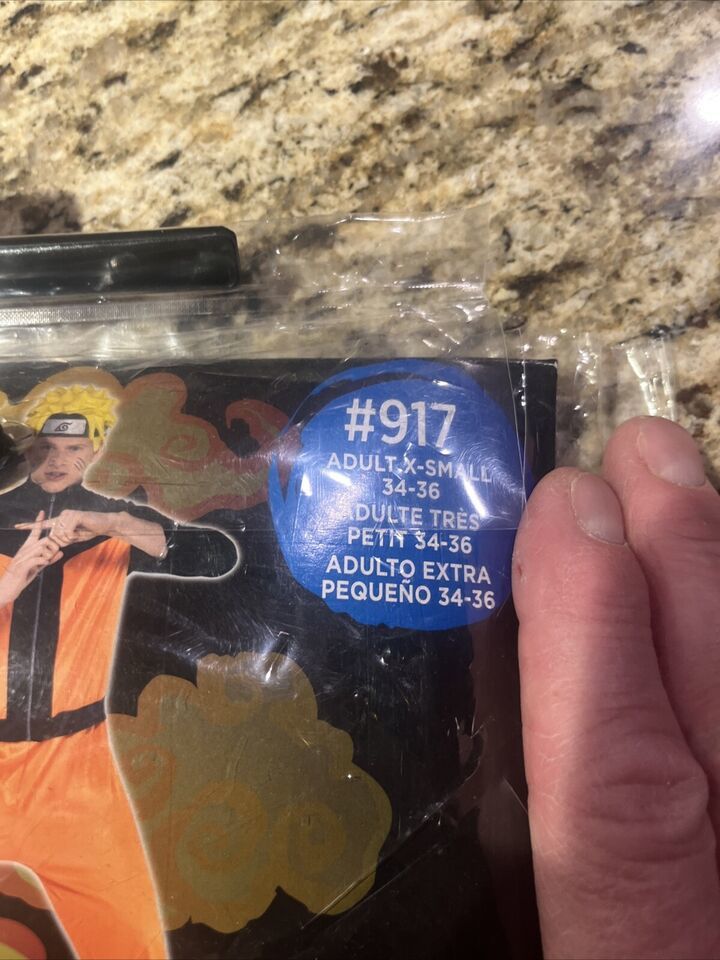 #917
ADULT X-SMALL
34-36
ADULTE TRÈS
PETIT 34-36
ADULTO EXTRA
PEQUEÑO 34-36